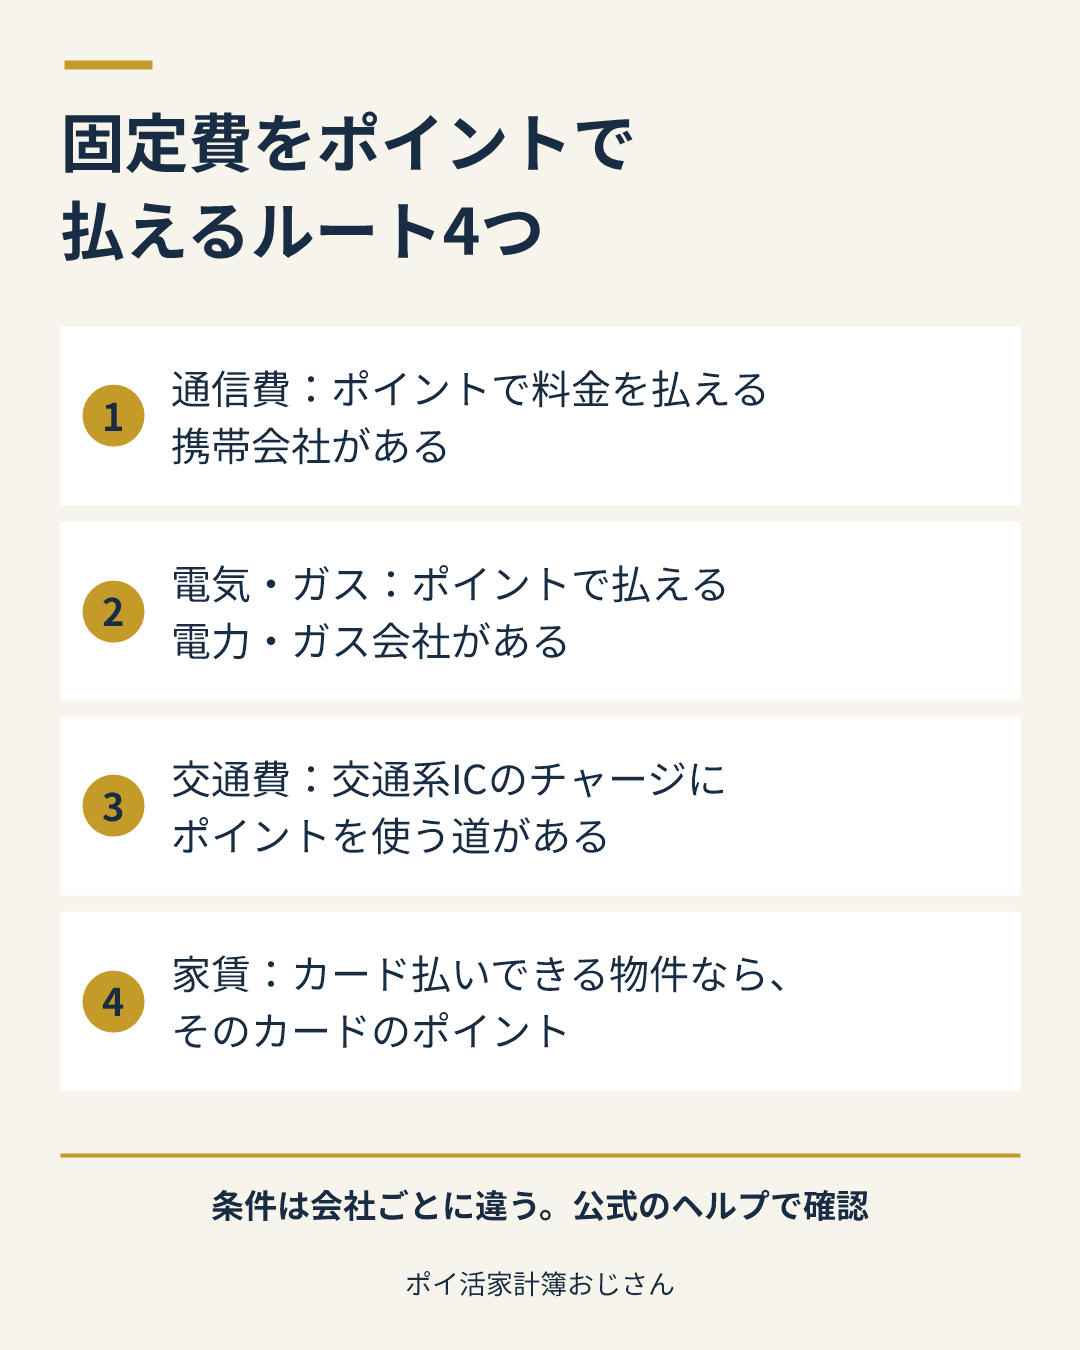 固定費をポイントで
払えるルート4つ
1
通信費：ポイントで料金を払える
携帯会社がある
2
電気・ガス：ポイントで払える
電力・ガス会社がある
3
交通費：交通系ICのチャージに
ポイントを使う道がある
4
家賃：カード払いできる物件なら、
そのカードのポイント
条件は会社ごとに違う。公式のヘルプで確認
ポイ活家計簿おじさん